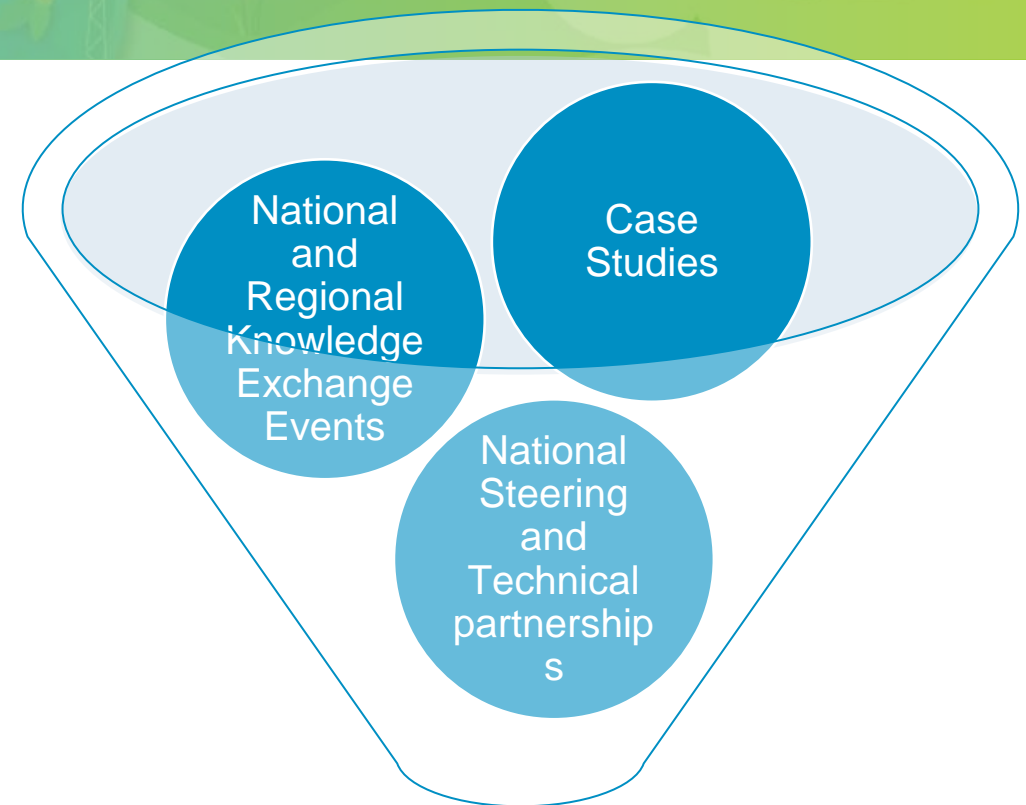 National
and
Regional
Knowledge
Exchange
Events
Case
Studies
National
Steering
and
Technical
partnership
s